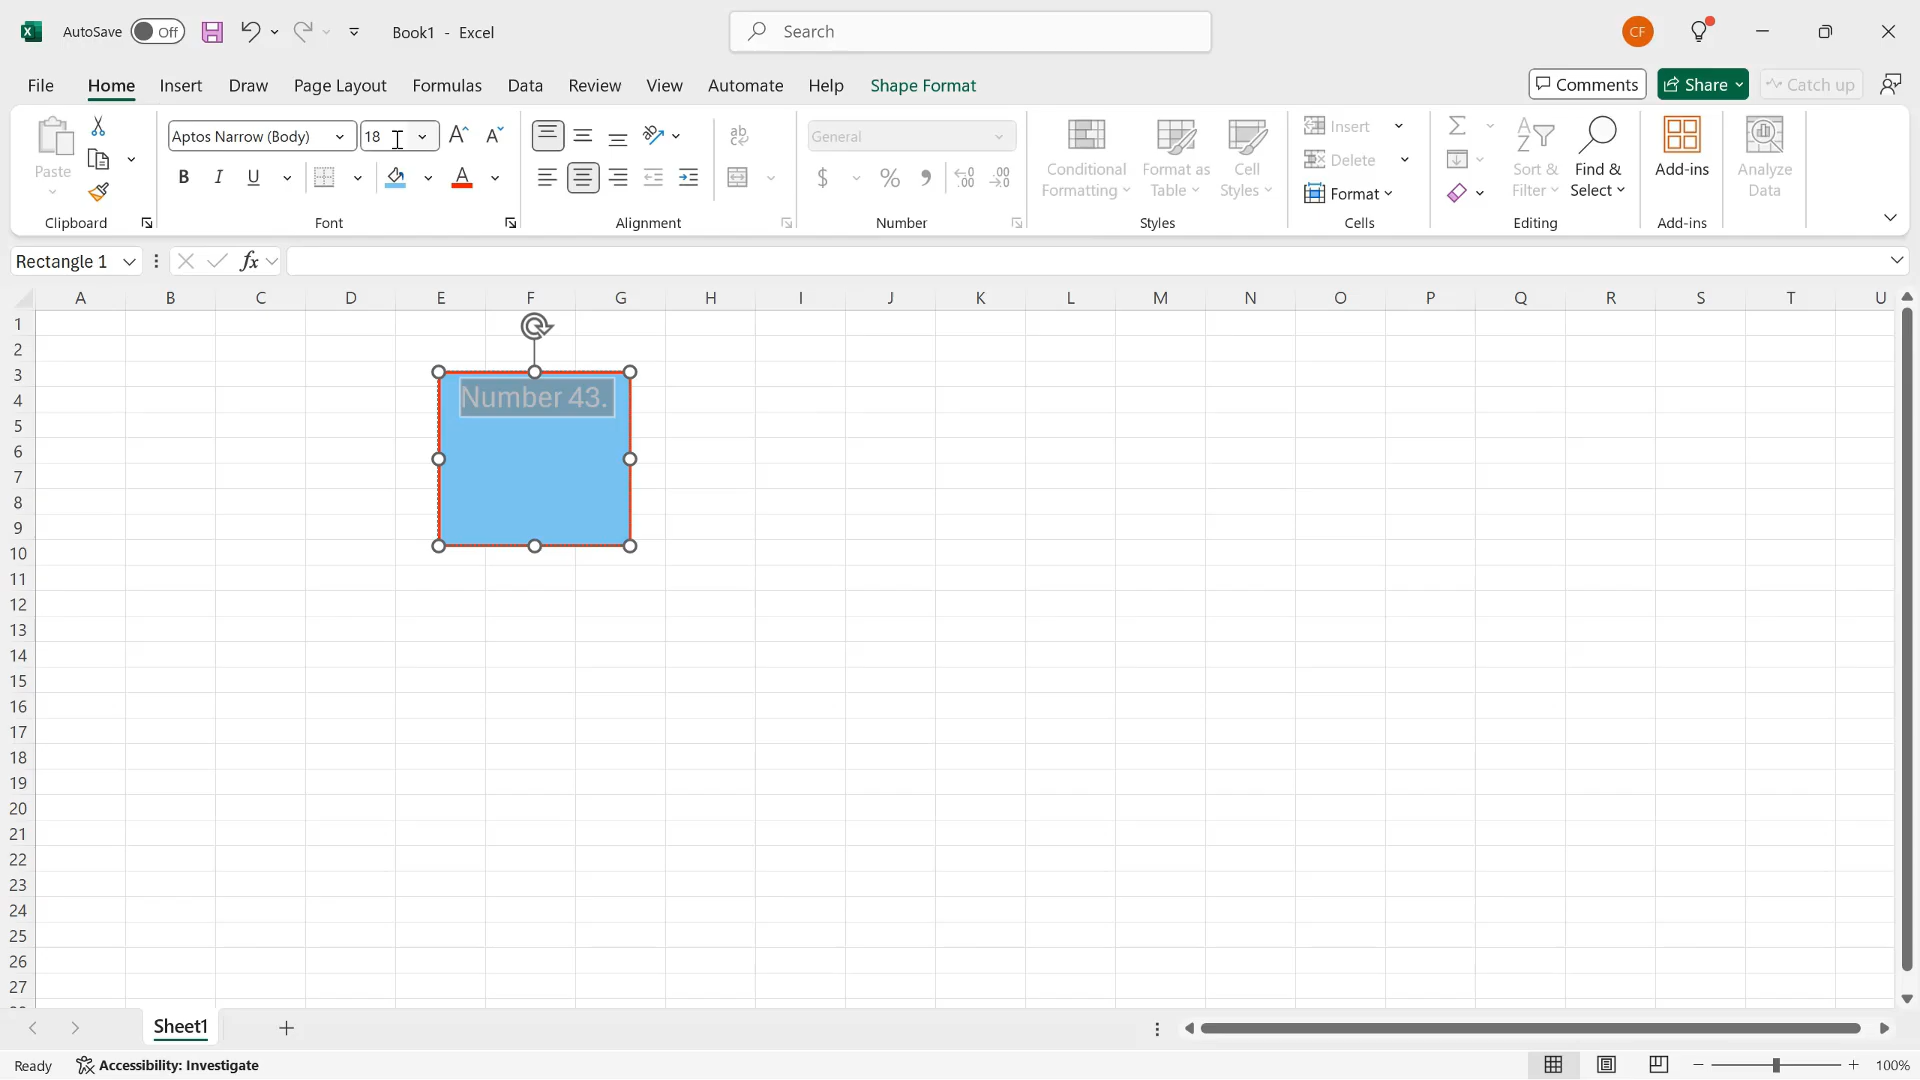 AutoSave Off Book1 - Excel Search CF
File Home Insert Draw Page Layout Formulas Data Review View Automate Help Shape Format Comments Share Catch up
Paste
Clipboard
Aptos Narrow (Body) 18
B I U A
Font
ab
Alignment
General
$ % 9 .00 .00
Number
Conditional Formatting
Format as Table
Cell Styles
Styles
Insert
Delete
Format
Cells
Sort & Filter
Find & Select
Editing
Add-ins
Add-ins
Analyze Data
Rectangle 1 fx
A B C D E F G H I J K L M N O P Q R S T U
1
2
3
4
5
6
7
8
9
10
11
12
13
14
15
16
17
18
19
20
21
22
23
24
25
26
27
Number 43.
Sheet1
Ready Accessibility: Investigate 100%